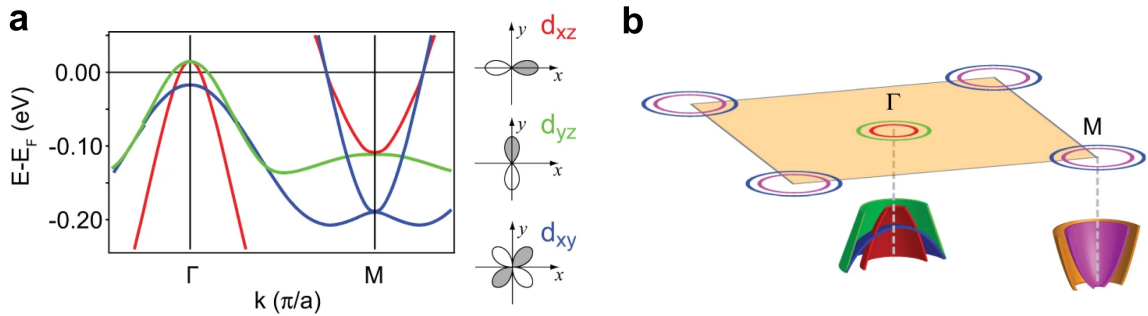 a
E-E_F (eV)
0.00
-0.10
-0.20
Γ
M
k (π/a)
y
x
d_xz
y
x
d_yz
y
x
d_xy
b
Γ
M